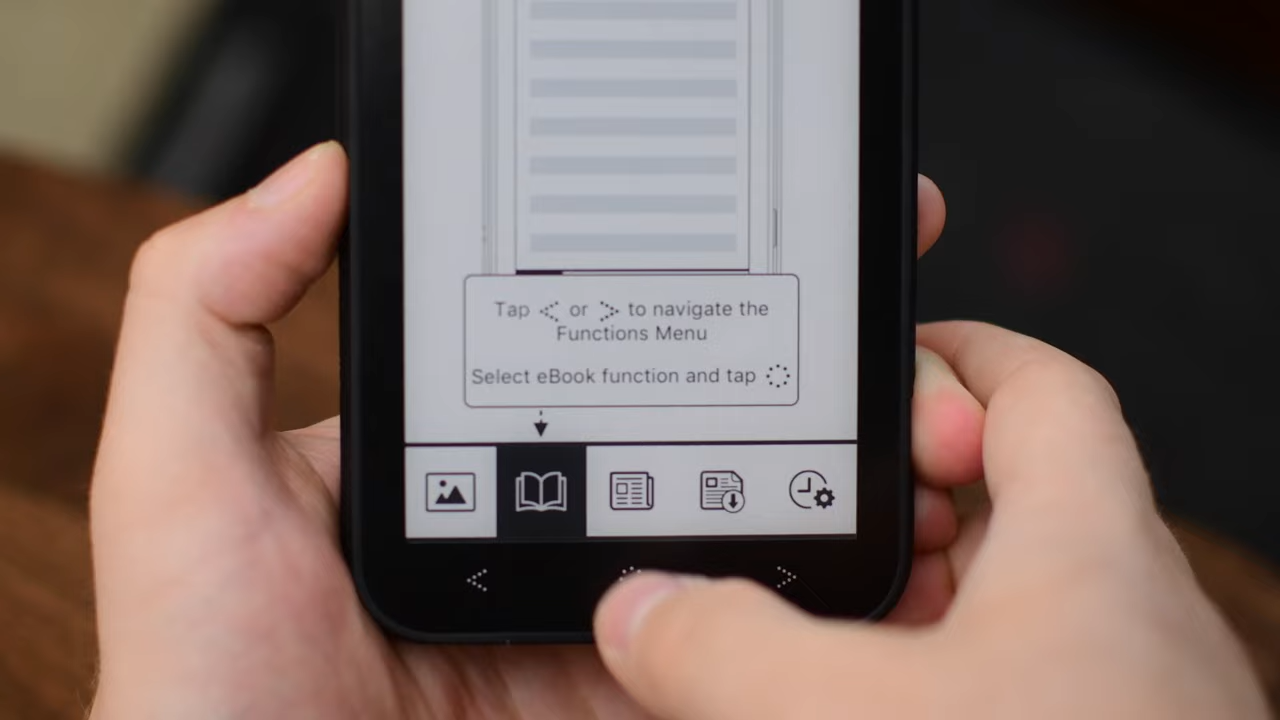 Tap < or > to navigate the
Functions Menu
Select eBook function and tap